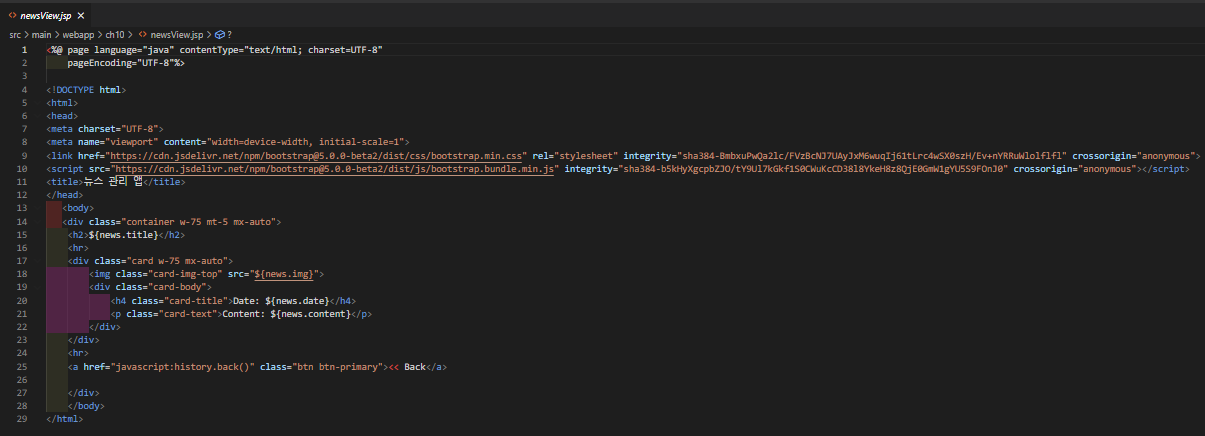 newsView.jsp
src > main > webapp > ch10 > newsView.jsp > ?
1 <%@ page language="java" contentType="text/html; charset=UTF-8"
2 pageEncoding="UTF-8"%>
3
4 <!DOCTYPE html>
5 <html>
6 <head>
7 <meta charset="UTF-8">
8 <meta name="viewport" content="width=device-width, initial-scale=1">
9 <link href="https://cdn.jsdelivr.net/npm/bootstrap@5.0.0-beta2/dist/css/bootstrap.min.css" rel="stylesheet" integrity="sha384-BmbxuPwQa2lc/FVzBcNJ7UAyJxM6wuqIj61tLrc4wSX0szH/Ev+nYRRuWlolflfl" crossorigin="anonymous">
10 <script src="https://cdn.jsdelivr.net/npm/bootstrap@5.0.0-beta2/dist/js/bootstrap.bundle.min.js" integrity="sha384-b5kHyXgcpbZJO/tY9Ul7kGkf1S0CWuKcCD38l8YkeH8z8QjE0GmW1gYU5S9FOnJ0" crossorigin="anonymous"></script>
11 <title>뉴스 관리 앱</title>
12 </head>
13 <body>
14 <div class="container w-75 mt-5 mx-auto">
15 <h2>${news.title}</h2>
16 <hr>
17 <div class="card w-75 mx-auto">
18 <img class="card-img-top" src="${news.img}">
19 <div class="card-body">
20 <h4 class="card-title">Date: ${news.date}</h4>
21 <p class="card-text">Content: ${news.content}</p>
22 </div>
23 </div>
24 <hr>
25 <a href="javascript:history.back()" class="btn btn-primary"><< Back</a>
26
27 </div>
28 </body>
29 </html>